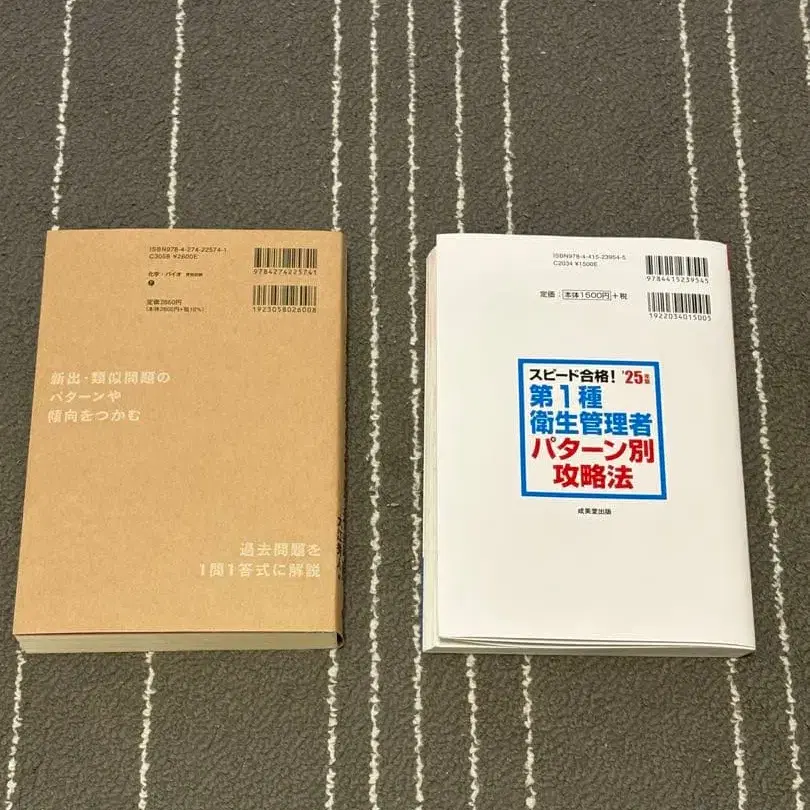 ISBN978-4-274-22574-1
C3058 ¥2600E
9784274225741
化学・バイオ
定価2860円
(本体2600円+税10%)
1923058026008
新出・類似問題の
パターンや
傾向をつかむ
過去問題を
1問1答式に解説
ISBN978-4-415-23954-5
C2034 ¥1500E
9784415239545
定価:本体1500円+税
1922034015005
スピード合格! '25年版
第1種
衛生管理者
パターン別
攻略法
成美堂出版